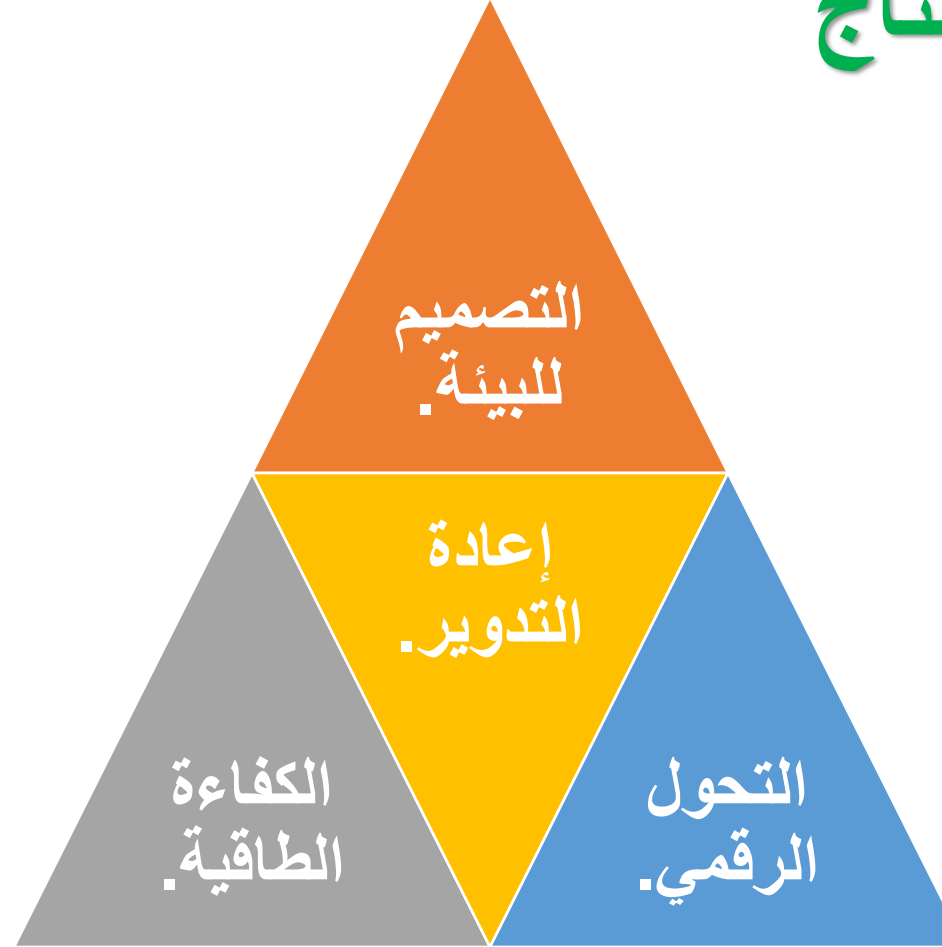 التصميم
للبيئة.
إعادة
التدوير.
التحول
الرقمي.
الكفاءة
الطاقية.